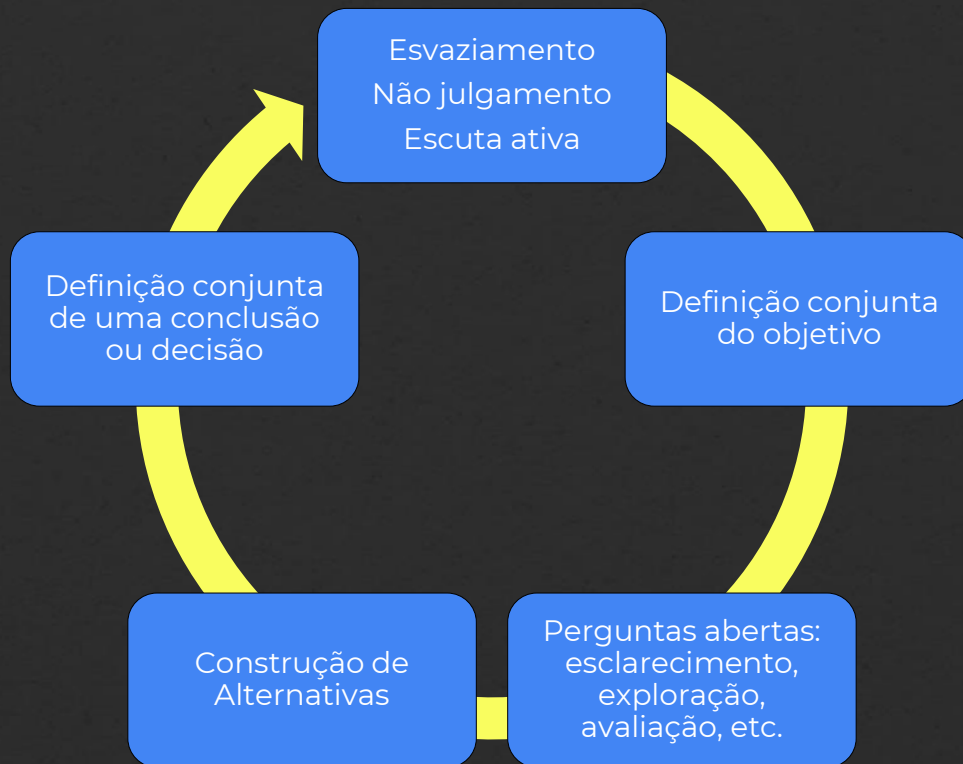 Esvaziamento
Não julgamento
Escuta ativa
Definição conjunta
do objetivo
Perguntas abertas:
esclarecimento,
exploração,
avaliação, etc.
Construção de
Alternativas
Definição conjunta
de uma conclusão
ou decisão